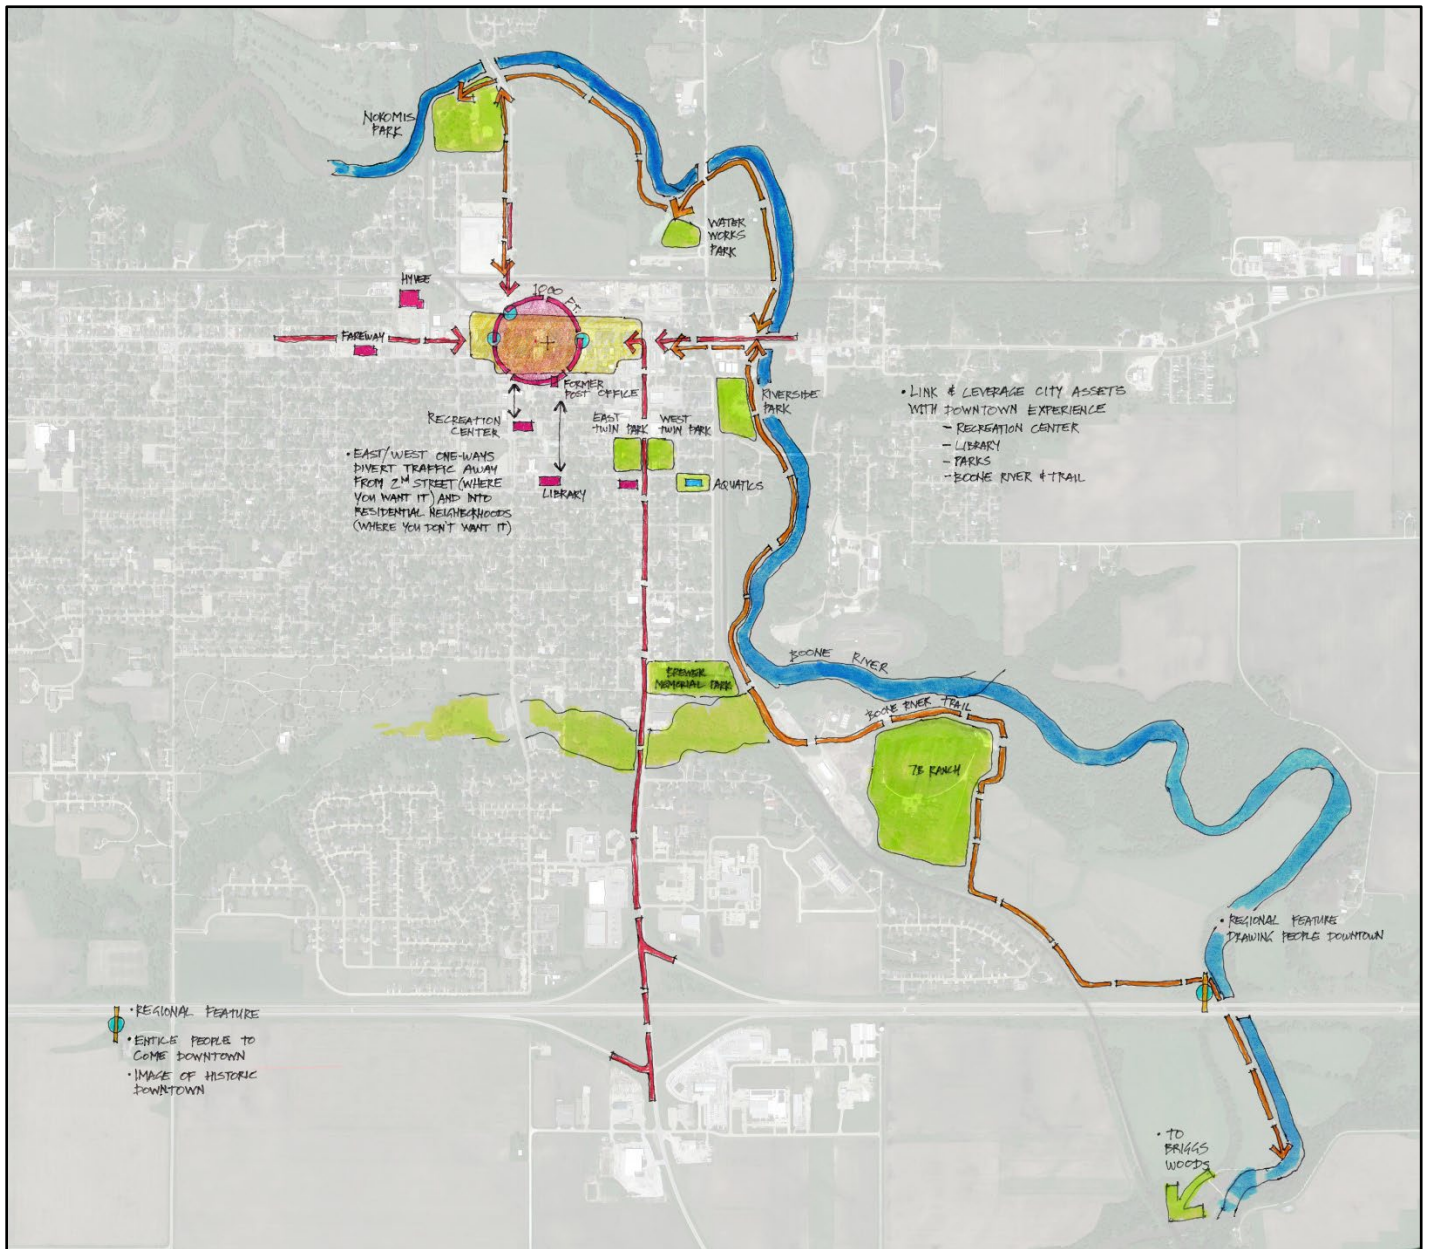 NOKOMIS
PARK
WATER
WORKS
PARK
HYVEE
1000 FT.
FAREWAY
FORMER
POST OFFICE
RECREATION
CENTER
EAST
TWIN PARK
WEST
TWIN PARK
RIVERSIDE
PARK
• LINK & LEVERAGE CITY ASSETS
WITH DOWNTOWN EXPERIENCE
- RECREATION CENTER
- LIBRARY
- PARKS
- BOONE RIVER & TRAIL
• EAST/WEST ONE-WAYS
DIVERT TRAFFIC AWAY
FROM 2ND STREET (WHERE
YOU WANT IT) AND INTO
RESIDENTIAL NEIGHBORHOODS
(WHERE YOU DON'T WANT IT)
LIBRARY
AQUATICS
BOONE RIVER
BREWER
MEMORIAL PARK
BOONE RIVER TRAIL
7B RANCH
• REGIONAL FEATURE
DRAWING PEOPLE DOWNTOWN
• REGIONAL FEATURE
• ENTICE PEOPLE TO
COME DOWNTOWN
• IMAGE OF HISTORIC
DOWNTOWN
• TO
BRIGGS
WOODS